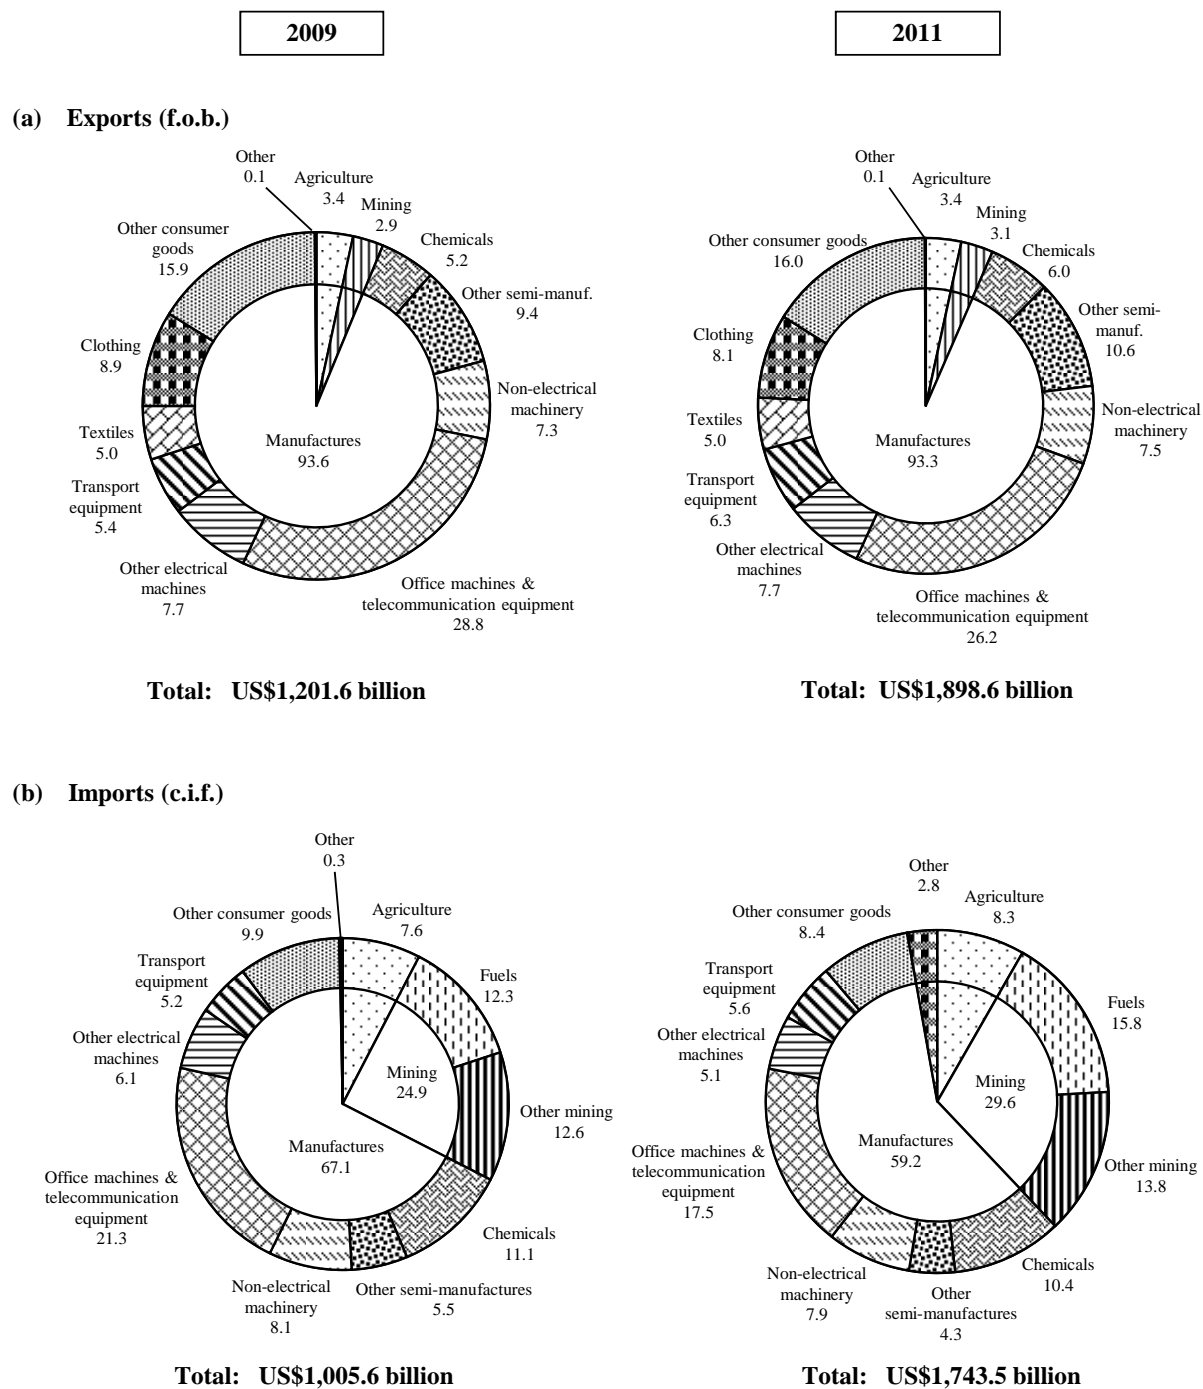 2009
2011
(a) Exports (f.o.b.)
Other
0.1
Agriculture
3.4
Mining
2.9
Chemicals
5.2
Other semi-manuf.
9.4
Non-electrical
machinery
7.3
Office machines &
telecommunication equipment
28.8
Other electrical
machines
7.7
Transport
equipment
5.4
Textiles
5.0
Clothing
8.9
Other consumer
goods
15.9
Manufactures
93.6
Total: US$1,201.6 billion
Other
0.1
Agriculture
3.4
Mining
3.1
Chemicals
6.0
Other semi-
manuf.
10.6
Non-electrical
machinery
7.5
Office machines &
telecommunication equipment
26.2
Other electrical
machines
7.7
Transport
equipment
6.3
Textiles
5.0
Clothing
8.1
Other consumer goods
16.0
Manufactures
93.3
Total: US$1,898.6 billion
(b) Imports (c.i.f.)
Other
0.3
Agriculture
7.6
Fuels
12.3
Mining
24.9
Other mining
12.6
Chemicals
11.1
Other semi-manufactures
5.5
Non-electrical
machinery
8.1
Office machines &
telecommunication
equipment
21.3
Other electrical
machines
6.1
Transport
equipment
5.2
Other consumer goods
9.9
Manufactures
67.1
Total: US$1,005.6 billion
Other
2.8
Agriculture
8.3
Fuels
15.8
Mining
29.6
Other mining
13.8
Chemicals
10.4
Other
semi-manufactures
4.3
Non-electrical
machinery
7.9
Office machines &
telecommunication
equipment
17.5
Other electrical
machines
5.1
Transport
equipment
5.6
Other consumer goods
8..4
Manufactures
59.2
Total: US$1,743.5 billion